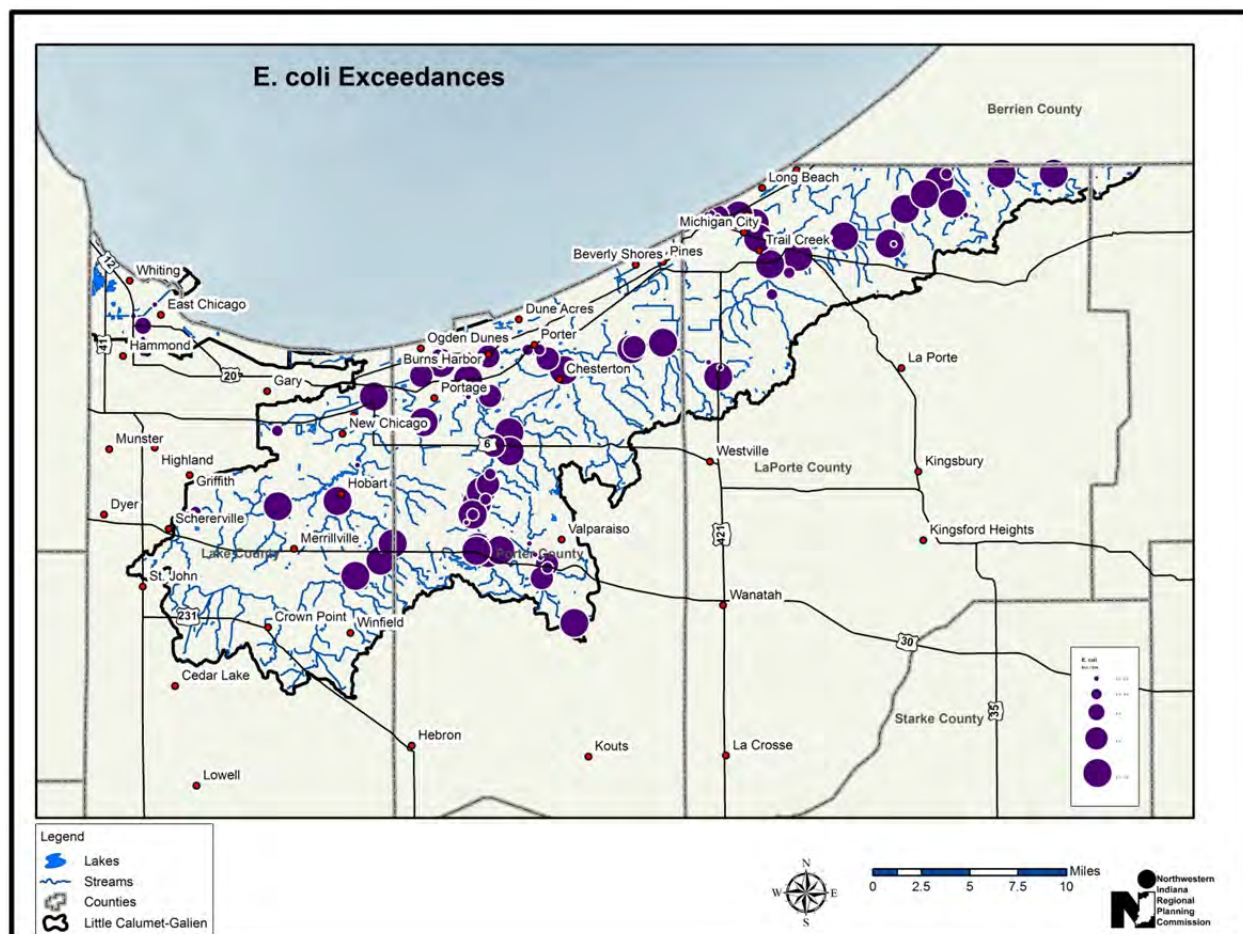 E. coli Exceedances
Berrien County
Long Beach
Michigan City
Trail Creek
Beverly Shores
Pines
12
Whiting
East Chicago
Dune Acres
41
Hammond
Ogden Dunes
Porter
Burns Harbor
La Porte
20
Gary
Chesterton
Portage
New Chicago
6
Munster
Highland
Westville
LaPorte County
Kingsbury
Griffith
Hobart
Dyer
Schererville
Valparaiso
Kingsford Heights
421
Merrillville
Lake County
Porter County
St. John
Wanatah
231
Crown Point
Winfield
30
E. coli
Cedar Lake
35
Starke County
Hebron
Kouts
La Crosse
Lowell
Legend
Lakes
Streams
Counties
Little Calumet-Galien
N
W
E
S
Miles
0 2.5 5 7.5 10
Northwestern
Indiana
Regional
Planning
Commission